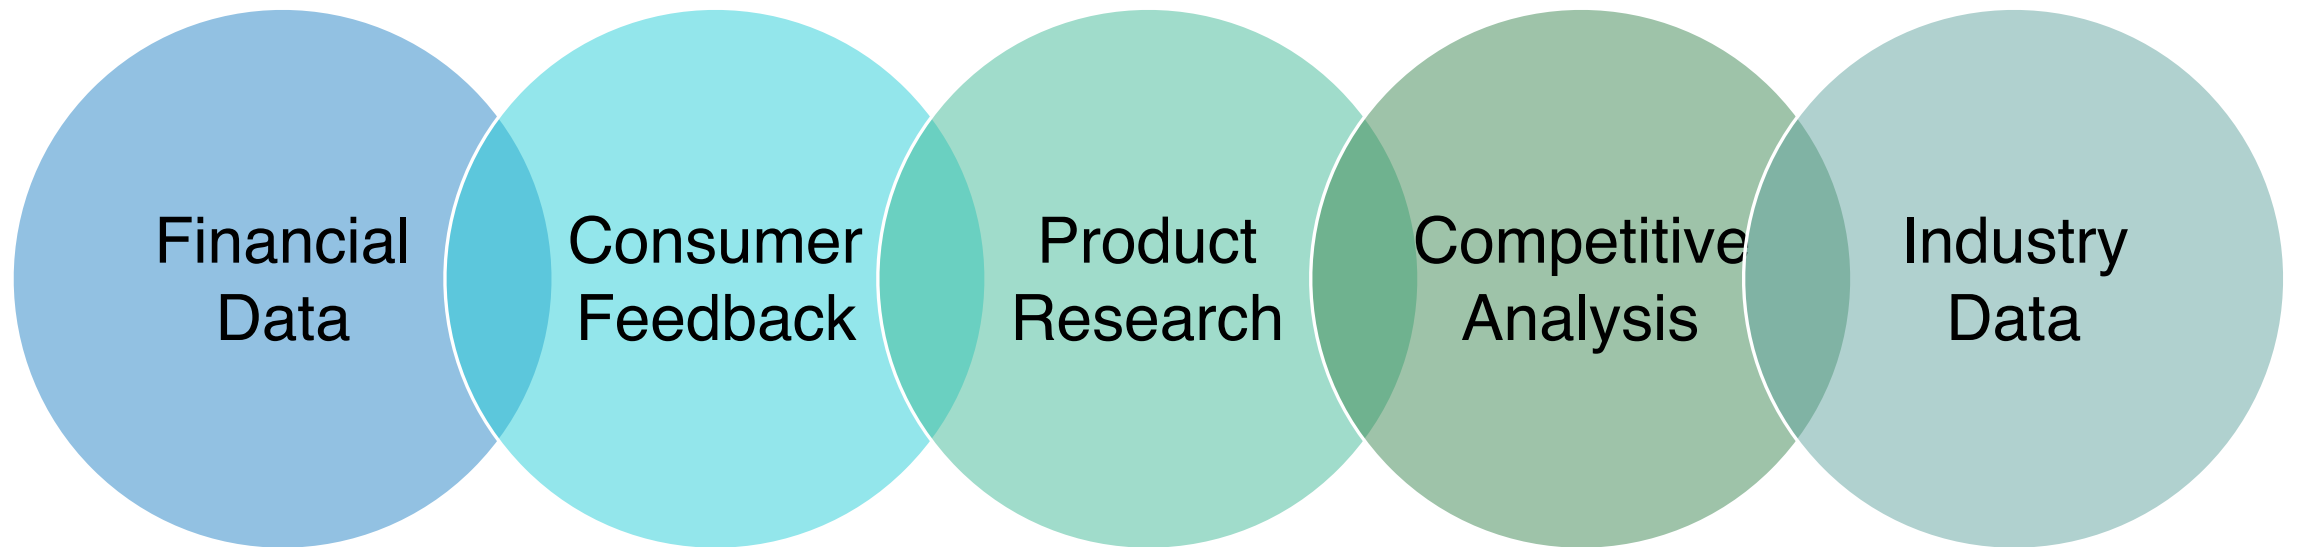 Financial
Data
Consumer
Feedback
Product
Research
Competitive
Analysis
Industry
Data